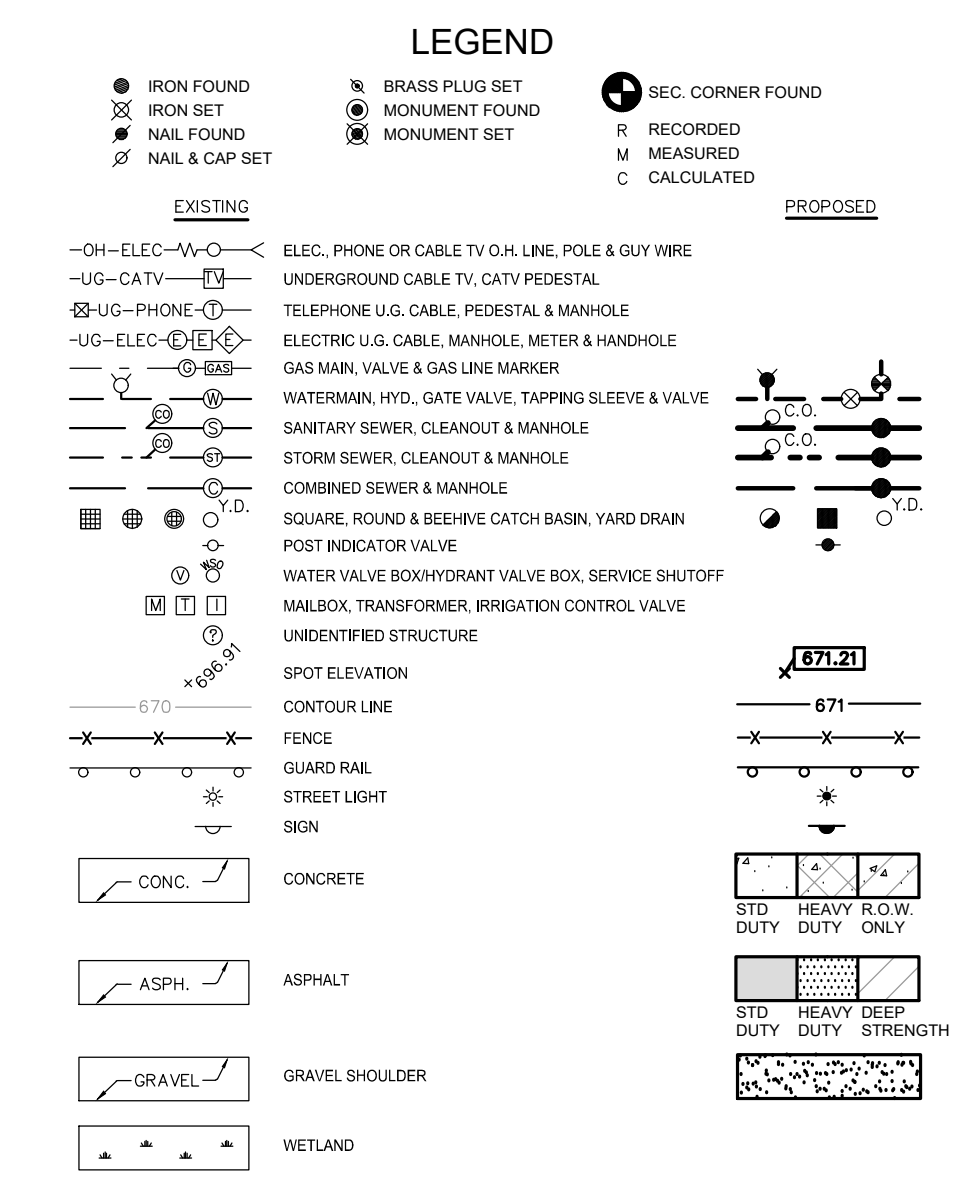 LEGEND
IRON FOUND
IRON SET
NAIL FOUND
NAIL & CAP SET
BRASS PLUG SET
MONUMENT FOUND
MONUMENT SET
SEC. CORNER FOUND
R RECORDED
M MEASURED
C CALCULATED
EXISTING PROPOSED
OH-ELEC ELEC., PHONE OR CABLE TV O.H. LINE, POLE & GUY WIRE
UG-CATV TV UNDERGROUND CABLE TV, CATV PEDESTAL
UG-PHONE T TELEPHONE U.G. CABLE, PEDESTAL & MANHOLE
UG-ELEC E E E ELECTRIC U.G. CABLE, MANHOLE, METER & HANDHOLE
G GAS GAS MAIN, VALVE & GAS LINE MARKER
W WATERMAIN, HYD., GATE VALVE, TAPPING SLEEVE & VALVE
CO S SANITARY SEWER, CLEANOUT & MANHOLE C.O.
CO ST STORM SEWER, CLEANOUT & MANHOLE C.O.
C COMBINED SEWER & MANHOLE
Y.D. SQUARE, ROUND & BEEHIVE CATCH BASIN, YARD DRAIN Y.D.
POST INDICATOR VALVE
V WSO WATER VALVE BOX/HYDRANT VALVE BOX, SERVICE SHUTOFF
M T I MAILBOX, TRANSFORMER, IRRIGATION CONTROL VALVE
? UNIDENTIFIED STRUCTURE
×696.91 SPOT ELEVATION 671.21
670 CONTOUR LINE 671
FENCE
GUARD RAIL
STREET LIGHT
SIGN
CONC. CONCRETE
STD DUTY
HEAVY DUTY
R.O.W. ONLY
ASPH. ASPHALT
STD DUTY
HEAVY DUTY
DEEP STRENGTH
GRAVEL GRAVEL SHOULDER
WETLAND